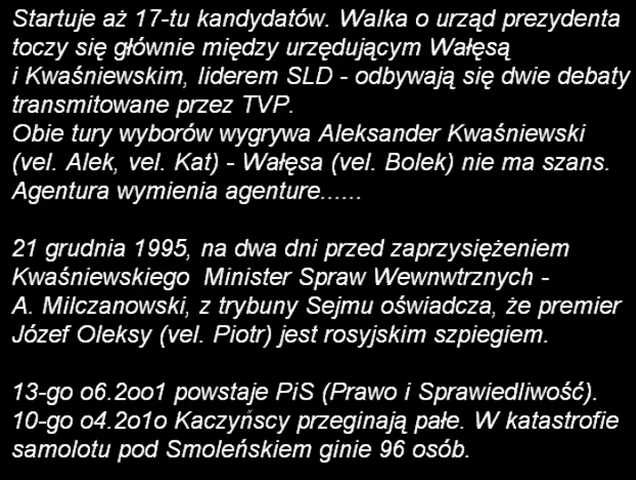 Startuje aż 17-tu kandydatów. Walka o urząd prezydenta
toczy się głównie między urzędującym Wałęsą
i Kwaśniewskim, liderem SLD - odbywają się dwie debaty
transmitowane przez TVP.
Obie tury wyborów wygrywa Aleksander Kwaśniewski
(vel. Alek, vel. Kat) - Wałęsa (vel. Bolek) nie ma szans.
Agentura wymienia agenture......
21 grudnia 1995, na dwa dni przed zaprzysiężeniem
Kwaśniewskiego Minister Spraw Wewnwtrznych -
A. Milczanowski, z trybuny Sejmu oświadcza, że premier
Józef Oleksy (vel. Piotr) jest rosyjskim szpiegiem.
13-go o6.2oo1 powstaje PiS (Prawo i Sprawiedliwość).
10-go o4.2o1o Kaczyńscy przeginają pałe. W katastrofie
samolotu pod Smoleńskiem ginie 96 osób.